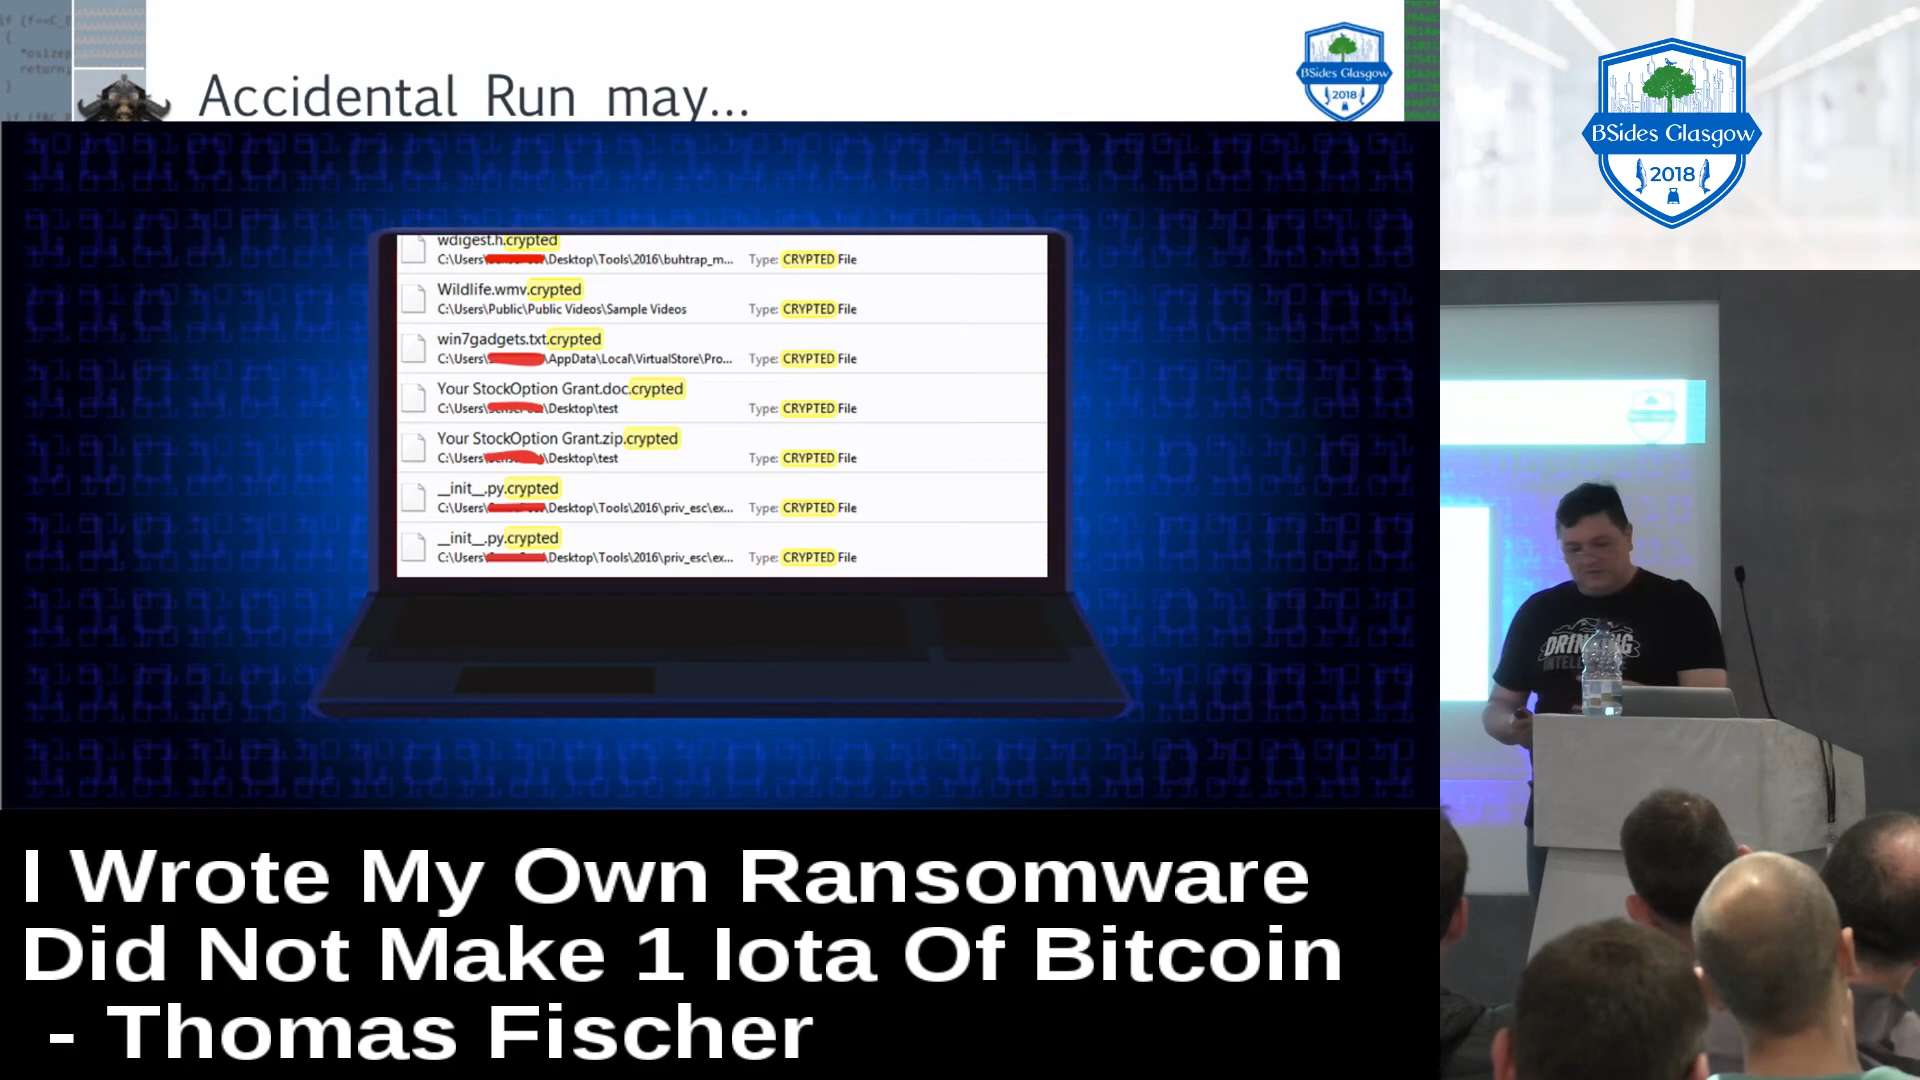 Accidental Run may...
BSides Glasgow
2018
BSides Glasgow
2018
wdigest.h.crypted
C:\Users\ \Desktop\Tools\2016\buhtrap_m...
Type: CRYPTED File
Wildlife.wmv.crypted
C:\Users\Public\Public Videos\Sample Videos
Type: CRYPTED File
win7gadgets.txt.crypted
C:\Users\ \AppData\Local\VirtualStore\Pro...
Type: CRYPTED File
Your StockOption Grant.doc.crypted
C:\Users\ \Desktop\test
Type: CRYPTED File
Your StockOption Grant.zip.crypted
C:\Users\ \Desktop\test
Type: CRYPTED File
__init__.py.crypted
C:\Users\ \Desktop\Tools\2016\priv_esc\ex...
Type: CRYPTED File
__init__.py.crypted
C:\Users\ \Desktop\Tools\2016\priv_esc\ex...
Type: CRYPTED File
I Wrote My Own Ransomware
Did Not Make 1 Iota Of Bitcoin
- Thomas Fischer